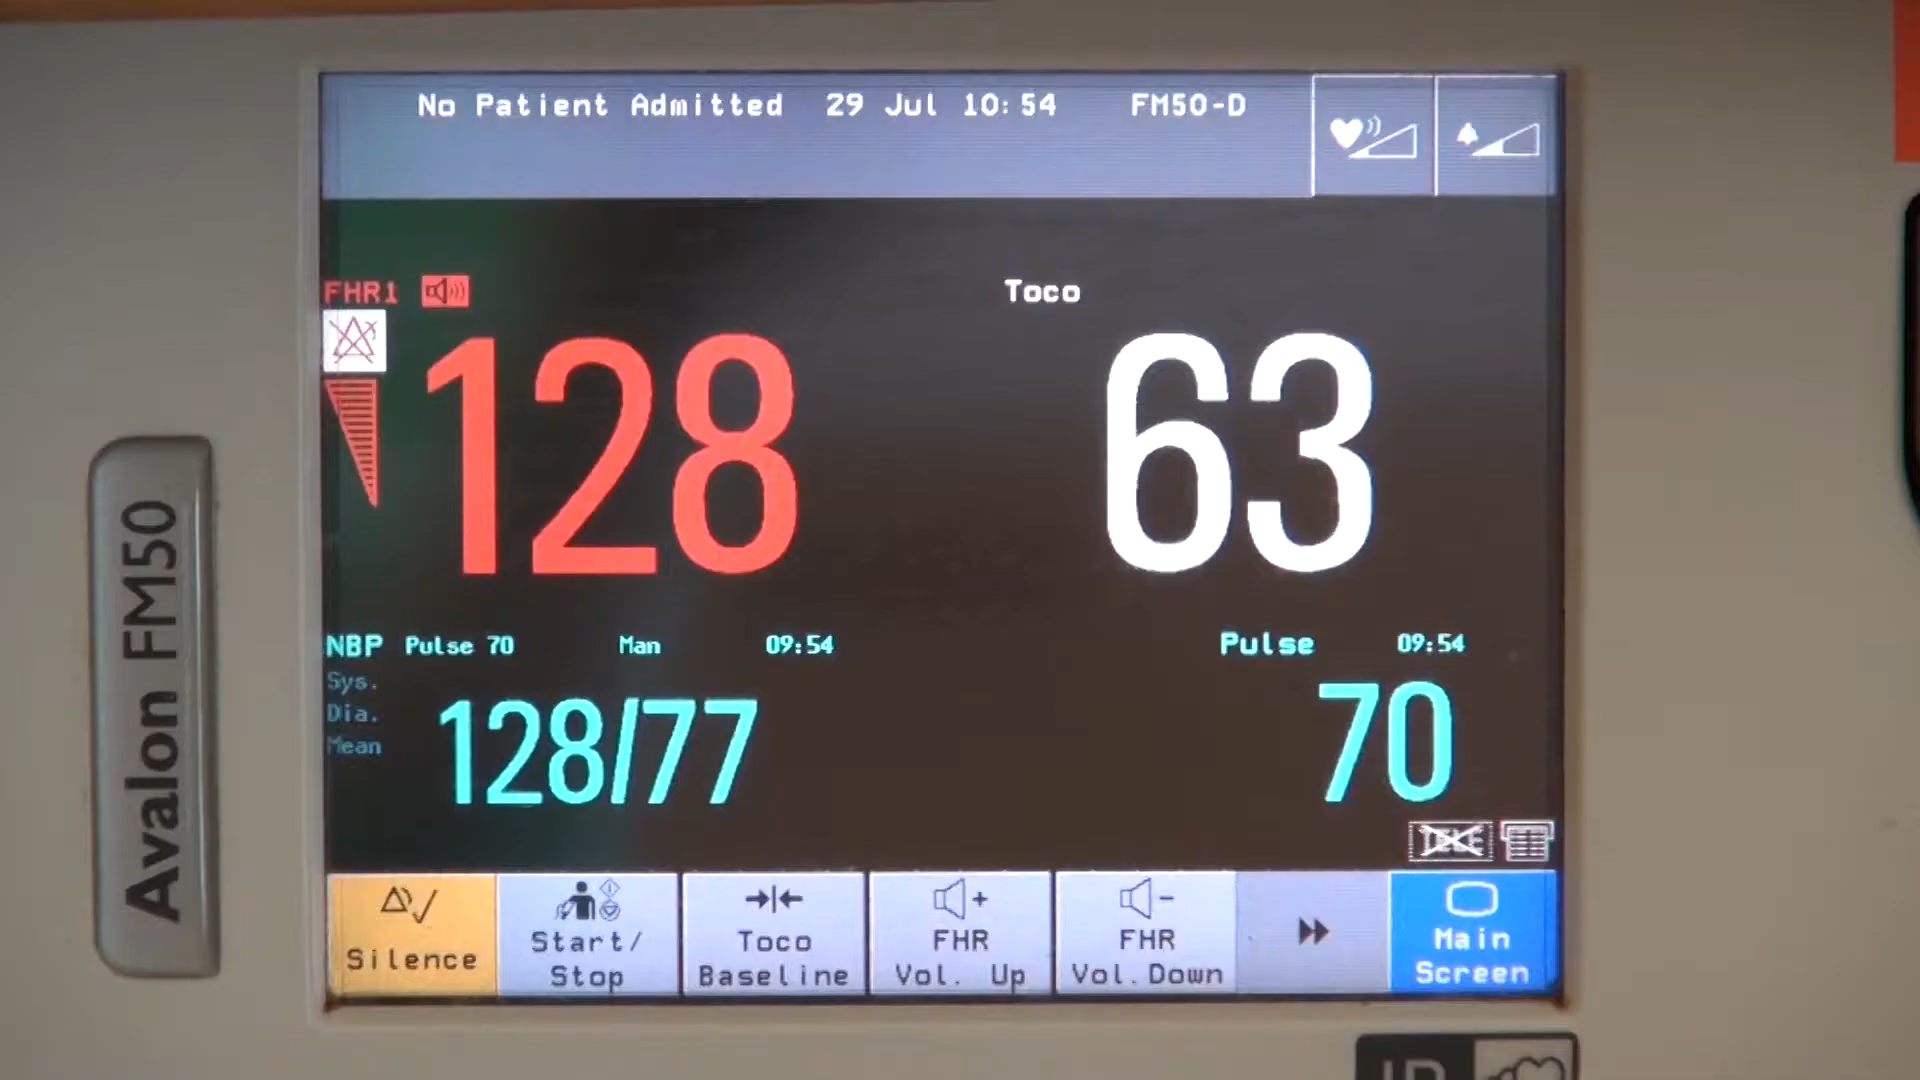 No Patient Admitted 29 Jul 10:54 FM50-D
FHR1
Toco
128
63
NBP Pulse 70 Man 09:54
Pulse 09:54
Sys.
Dia.
Mean
128/77
70
TELE
Silence
Start/
Stop
Toco
Baseline
FHR
Vol. Up
FHR
Vol.Down
Main
Screen
Avalon FM50